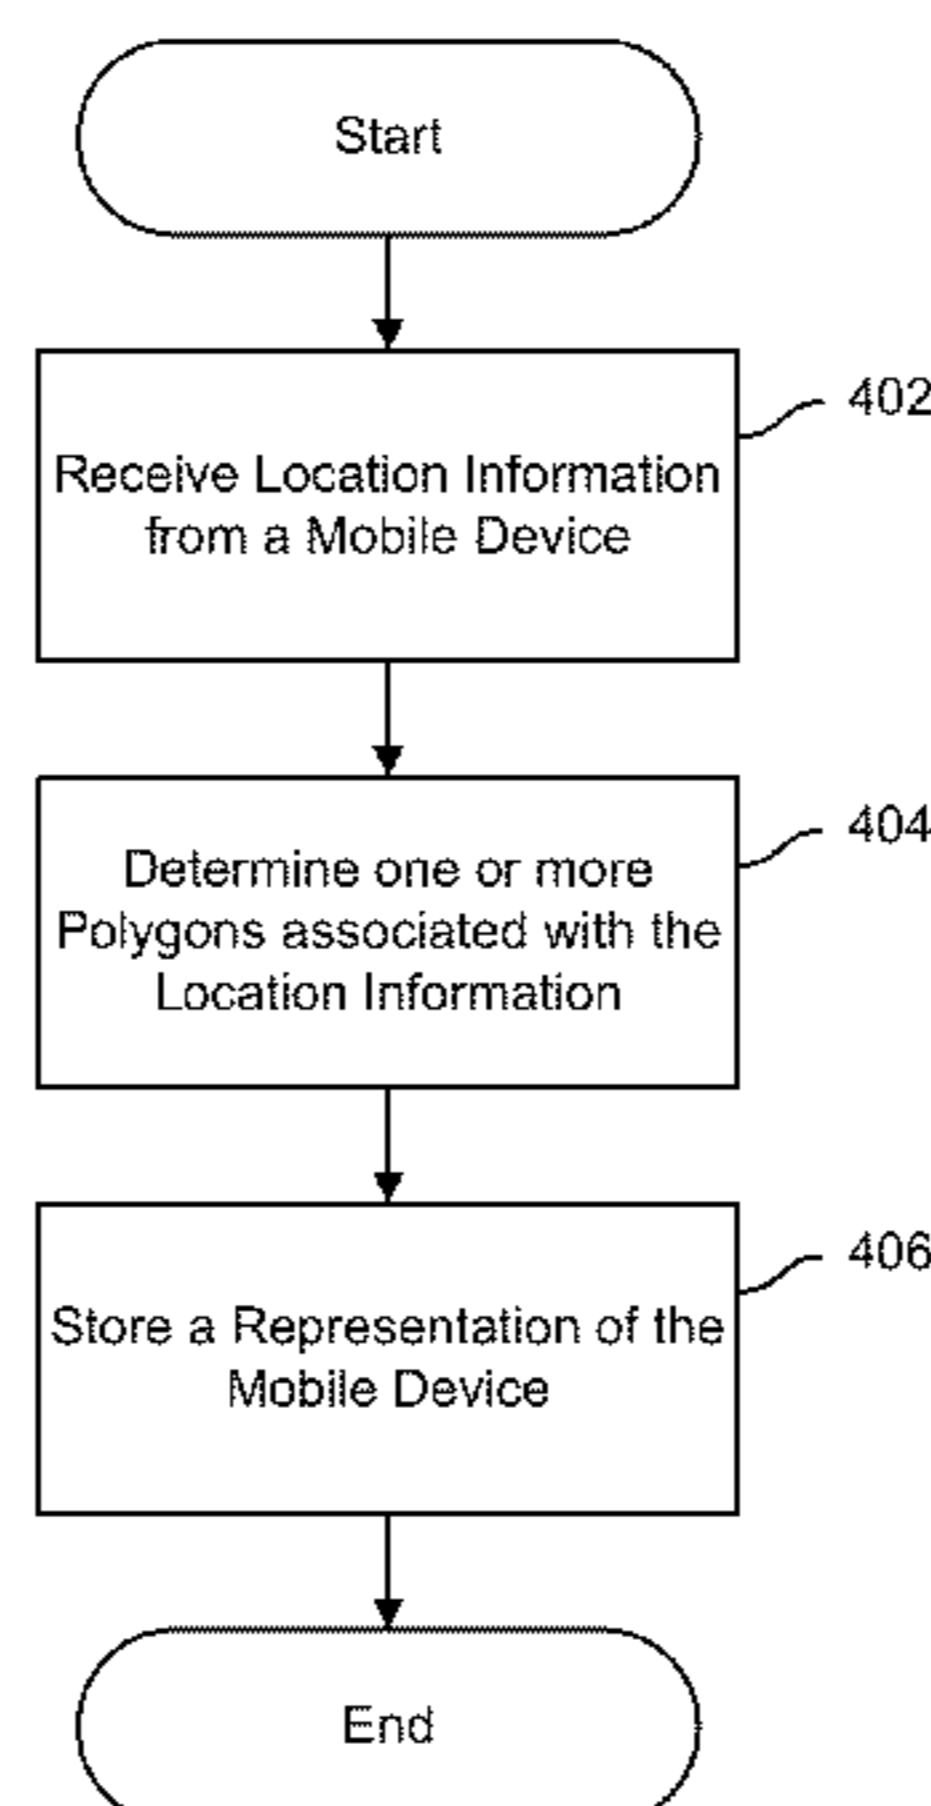 Start
402
Receive Location Information
from a Mobile Device
404
Determine one or more
Polygons associated with the
Location Information
406
Store a Representation of the
Mobile Device
End